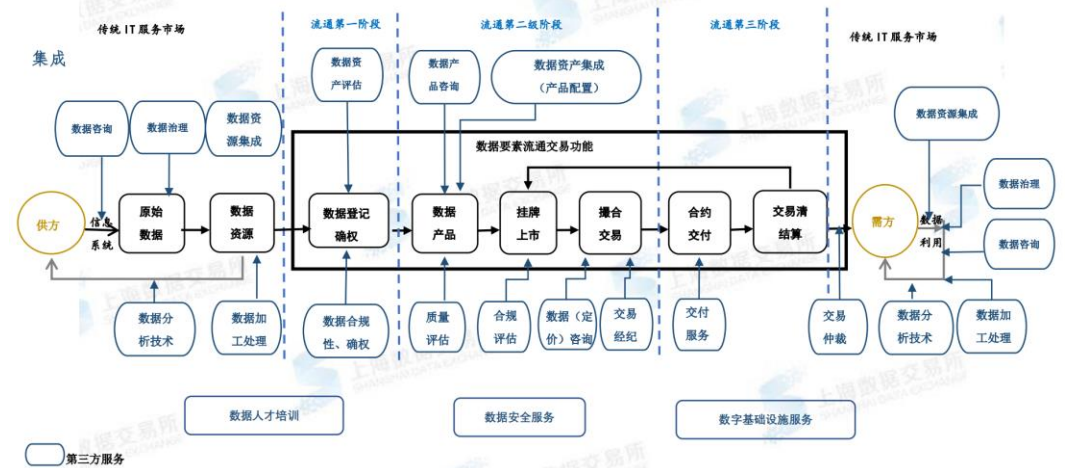 传统 IT 服务市场
流通第一阶段
流通第二级阶段
流通第三阶段
传统 IT 服务市场
集成
数据咨询
数据治理
数据资
源集成
数据资
产评估
数据产
品咨询
数据资产集成
（产品配置）
数据资源集成
数据治理
数据咨询
数据要素流通交易功能
供方
信息
系统
原始
数据
数据
资源
数据登记
确权
数据
产品
挂牌
上市
撮合
交易
合约
交付
交易清
结算
需方
数据
利用
数据分
析技术
数据加
工处理
数据合规
性、确权
质量
评估
合规
评估
数据（定
价）咨询
交易
经纪
交付
服务
交易
仲裁
数据分
析技术
数据加
工处理
数据人才培训
数据安全服务
数字基础设施服务
第三方服务
上海数据交易所
SHANGHAI DATA EXCHANGE